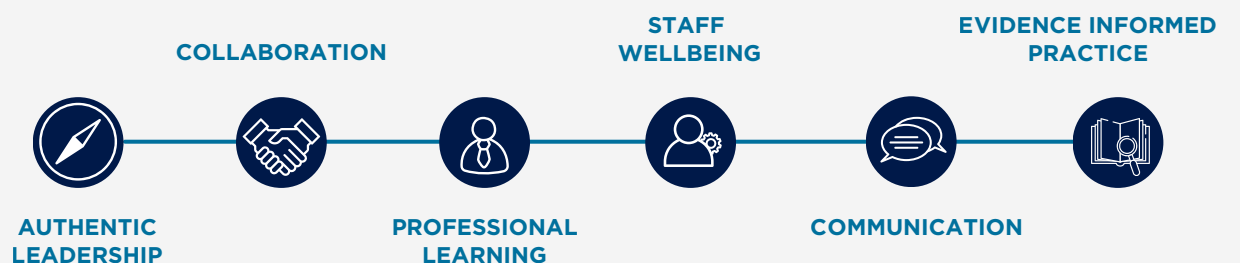 AUTHENTIC
LEADERSHIP
COLLABORATION
PROFESSIONAL
LEARNING
STAFF
WELLBEING
COMMUNICATION
EVIDENCE INFORMED
PRACTICE